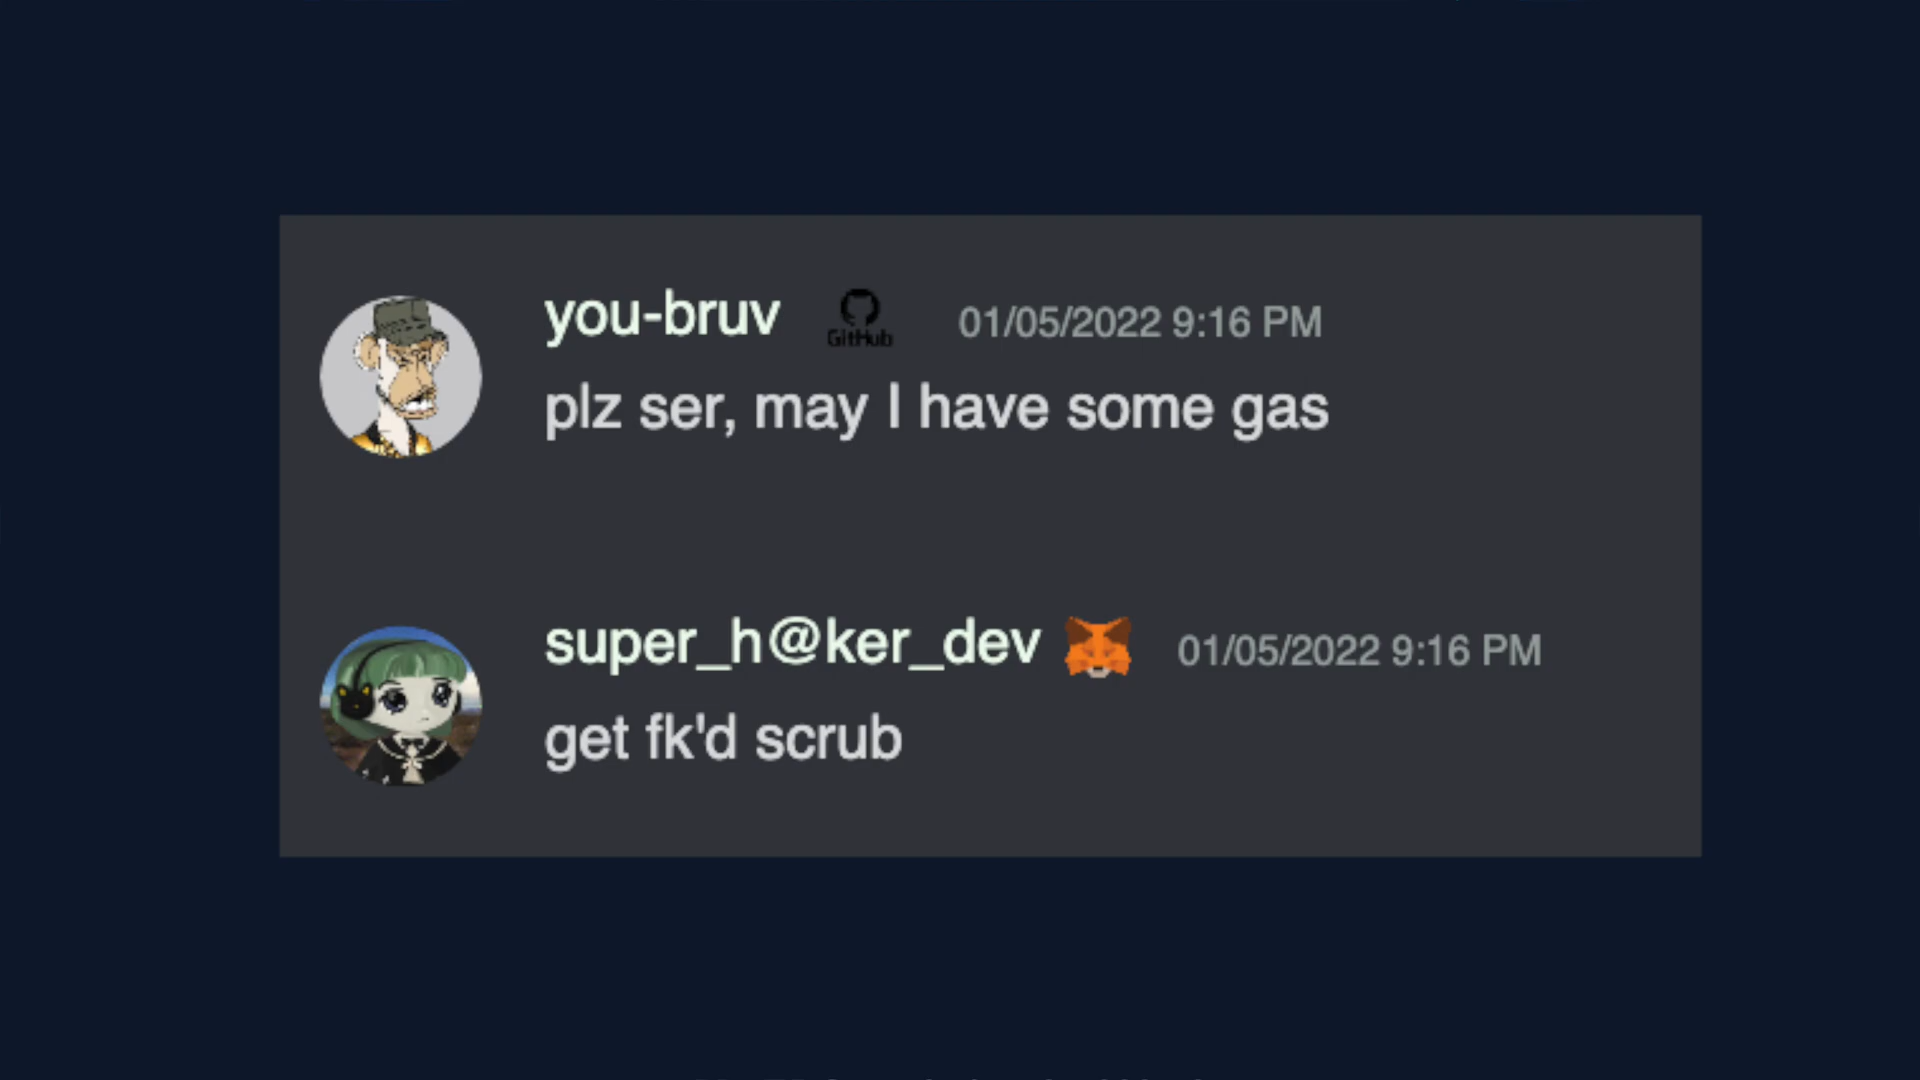 you-bruv GitHub 01/05/2022 9:16 PM
plz ser, may I have some gas
super_h@ker_dev 01/05/2022 9:16 PM
get fk'd scrub